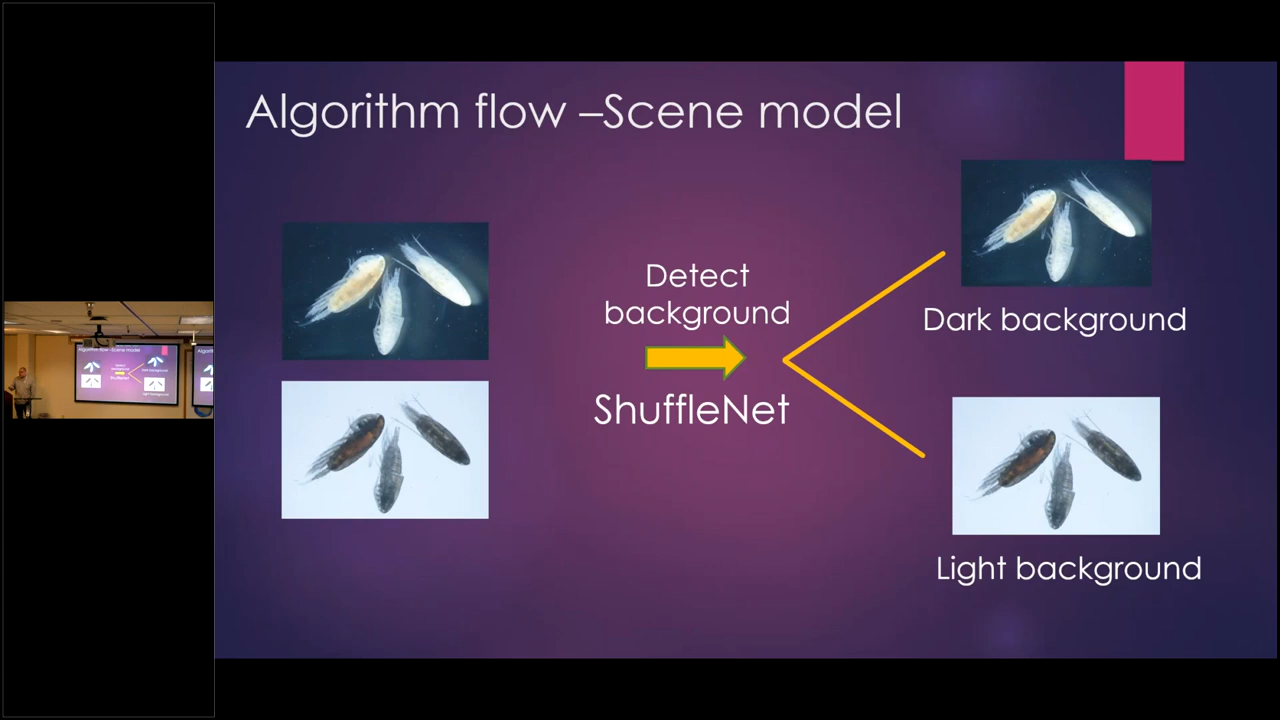 Algorithm flow –Scene model
Detect
background
ShuffleNet
Dark background
Light background